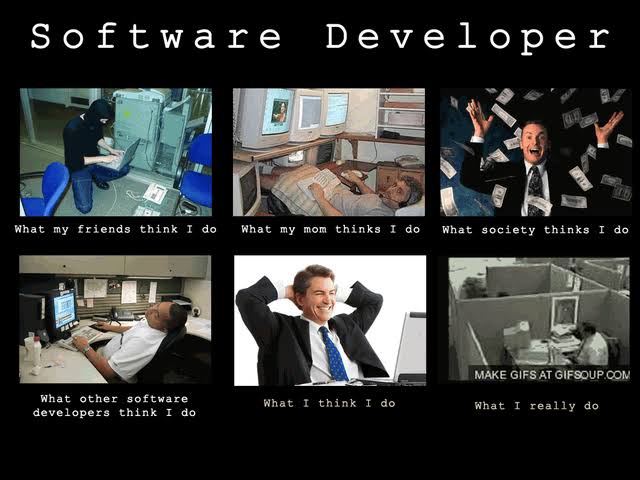 Software Developer
What my friends think I do
What my mom thinks I do
What society thinks I do
What other software
developers think I do
What I think I do
MAKE GIFS AT GIFSOUP.COM
What I really do